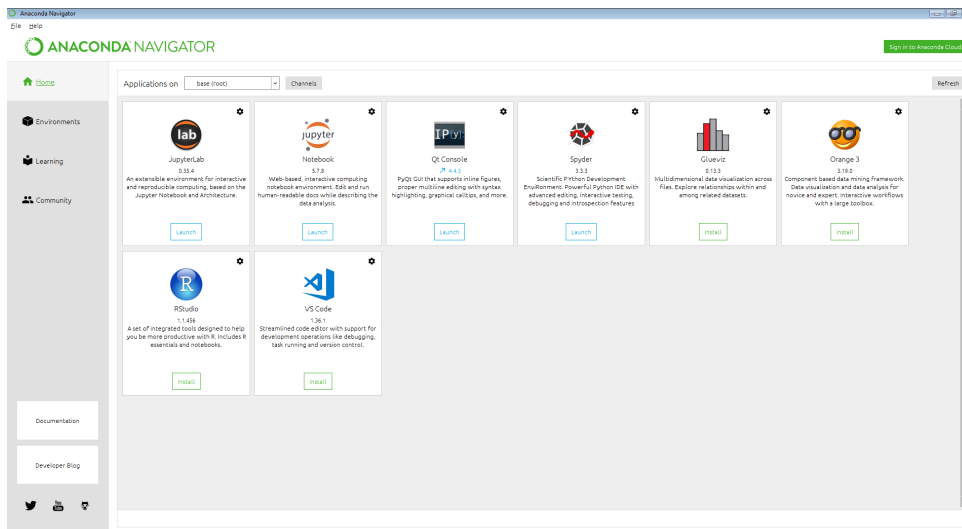 Anaconda Navigator
File Help
ANACONDA NAVIGATOR
Sign in to Anaconda Cloud
Home
Environments
Learning
Community
Documentation
Developer Blog
Applications on base (root) Channels
Refresh
lab
JupyterLab
0.35.4
An extensible environment for interactive
and reproducible computing, based on the
Jupyter Notebook and Architecture.
Launch
jupyter
Notebook
5.7.8
Web-based, interactive computing
notebook environment. Edit and run
human-readable docs while describing the
data analysis.
Launch
IP[y]:
Qt Console
4.4.3
PyQt GUI that supports inline figures,
proper multiline editing with syntax
highlighting, graphical calltips, and more.
Launch
Spyder
3.3.3
Scientific PYthon Development
EnviRonment. Powerful Python IDE with
advanced editing, interactive testing,
debugging and introspection features
Launch
Glueviz
0.13.3
Multidimensional data visualization across
files. Explore relationships within and
among related datasets.
Install
Orange 3
3.19.0
Component based data mining framework.
Data visualization and data analysis for
novice and expert. Interactive workflows
with a large toolbox.
Install
R
RStudio
1.1.456
A set of integrated tools designed to help
you be more productive with R. Includes R
essentials and notebooks.
Install
VS Code
1.36.1
Streamlined code editor with support for
development operations like debugging,
task running and version control.
Install
You
Tube